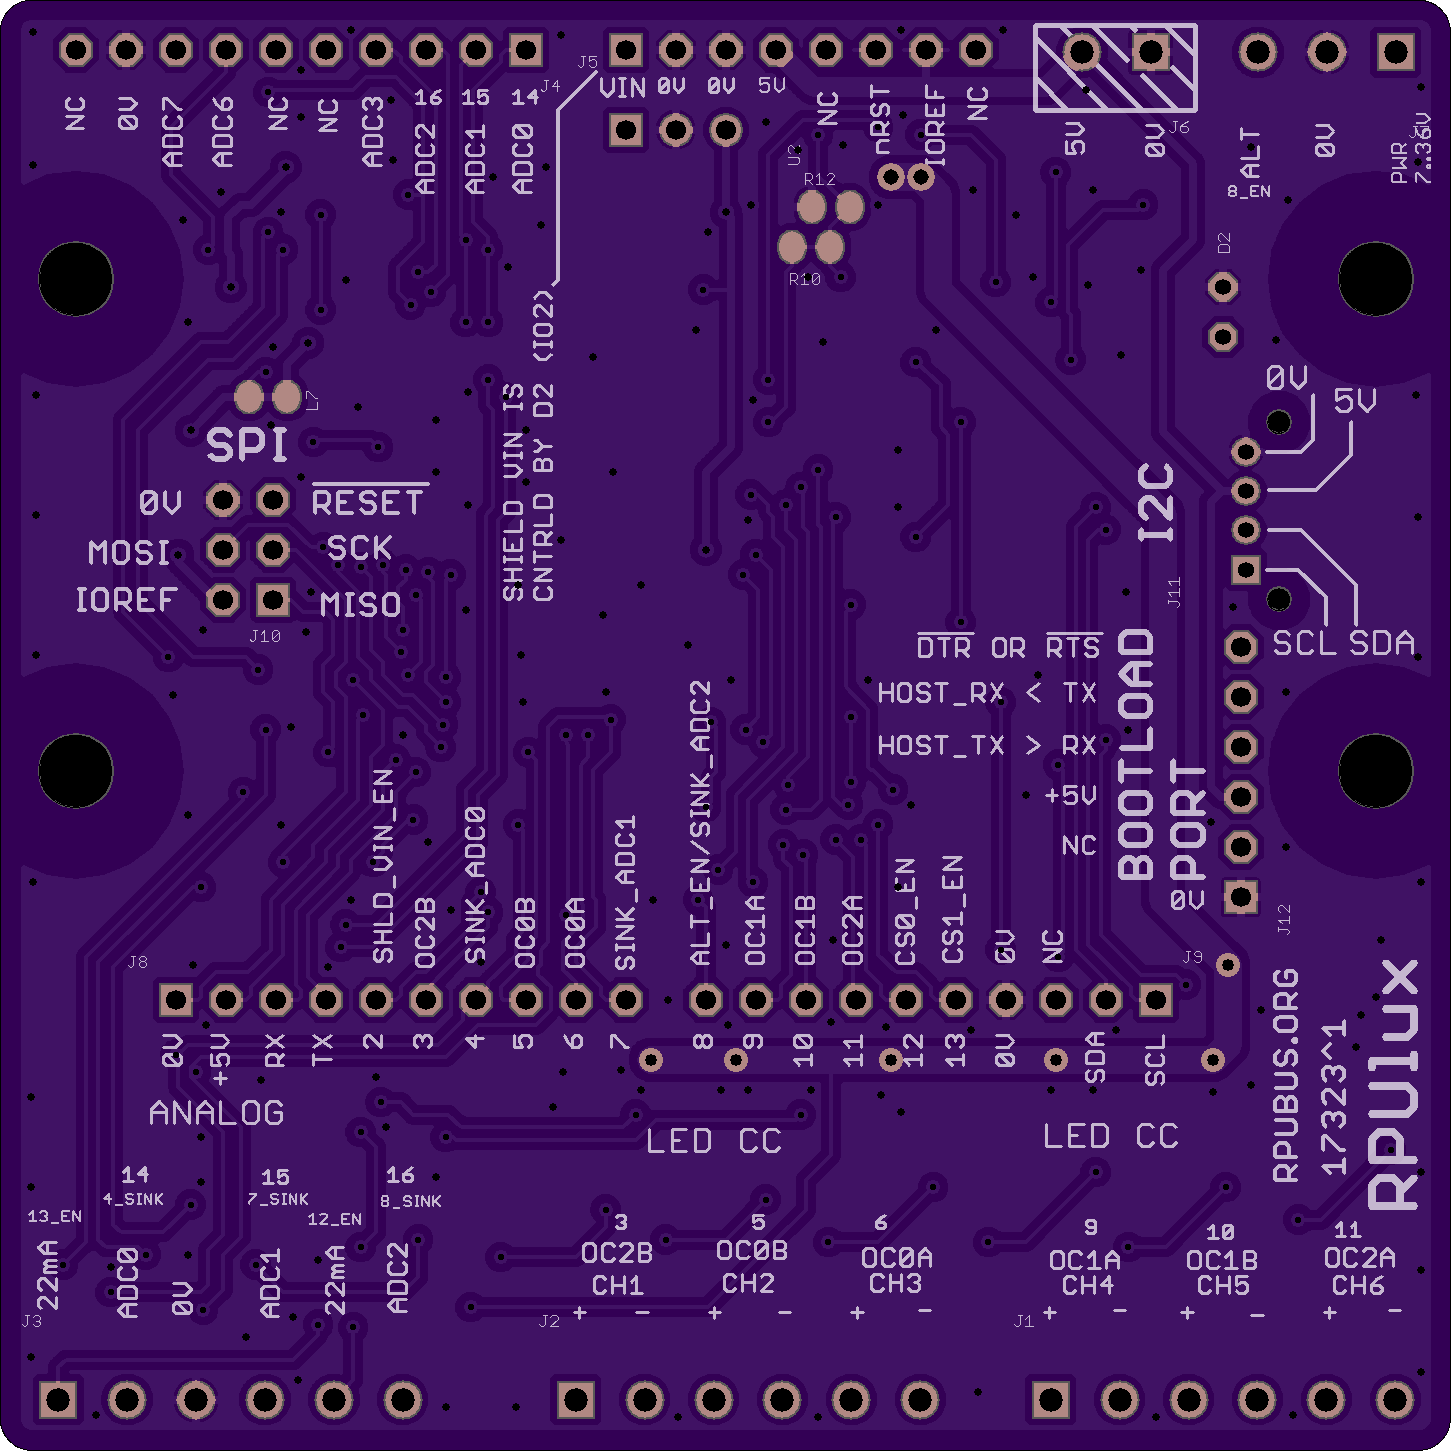 J4
J5
NC
0V
ADC7
ADC6
NC
NC
ADC3
16
ADC2
15
ADC1
14
ADC0
VIN
0V
0V
5V
NC
nRST
IOREF
NC
5V
0V
J6
ALT
8_EN
0V
PWR
R12
R10
D2
SHIELD VIN IS
CNTRLD BY D2 (IO2)
L7
SPI
0V
RESET
MOSI
SCK
IOREF
MISO
J10
0V
5V
I2C
J11
SCL
SDA
DTR OR RTS
HOST_RX < TX
HOST_TX > RX
+5V
NC
BOOTLOAD
PORT
0V
J12
SHLD_VIN_EN
OC2B
SINK_ADC0
OC0B
OC0A
SINK_ADC1
ALT_EN/SINK_ADC2
OC1A
OC1B
OC2A
CS0_EN
CS1_EN
0V
NC
J8
J9
0V
+5V
RX
TX
2
3
4
5
6
7
8
9
10
11
12
13
0V
SDA
SCL
ANALOG
LED CC
LED CC
RPUBUS.ORG
17323^1
RPUlux
14
4_SINK
15
7_SINK
16
8_SINK
13_EN
12_EN
22mA
ADC0
0V
ADC1
22mA
ADC2
3
OC2B
CH1
5
OC0B
CH2
6
OC0A
CH3
9
OC1A
CH4
10
OC1B
CH5
11
OC2A
CH6
+ - + - + -
+ - + - + -
J3
J2
J1